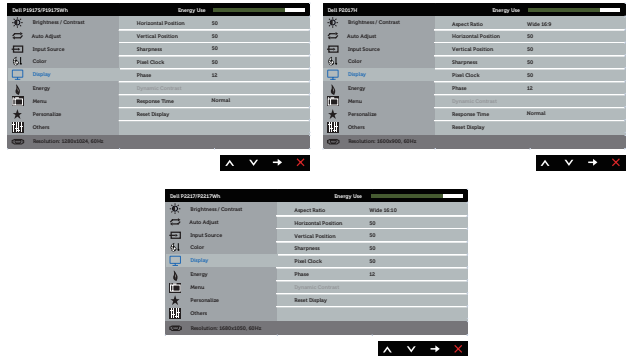 Dell P1917S/P1917SWh Energy Use
Brightness / Contrast Horizontal Position 50
Auto Adjust Vertical Position 50
Input Source Sharpness 50
Color Pixel Clock 50
Display Phase 12
Energy Dynamic Contrast
Menu Response Time Normal
Personalize Reset Display
Others
Resolution: 1280x1024, 60Hz
Dell P2017H Energy Use
Brightness / Contrast Aspect Ratio Wide 16:9
Auto Adjust Horizontal Position 50
Input Source Vertical Position 50
Color Sharpness 50
Display Pixel Clock 50
Energy Phase 12
Menu Dynamic Contrast
Personalize Response Time Normal
Others Reset Display
Resolution: 1600x900, 60Hz
Dell P2217/P2217Wh Energy Use
Brightness / Contrast Aspect Ratio Wide 16:10
Auto Adjust Horizontal Position 50
Input Source Vertical Position 50
Color Sharpness 50
Display Pixel Clock 50
Energy Phase 12
Menu Dynamic Contrast
Personalize Reset Display
Others
Resolution: 1680x1050, 60Hz